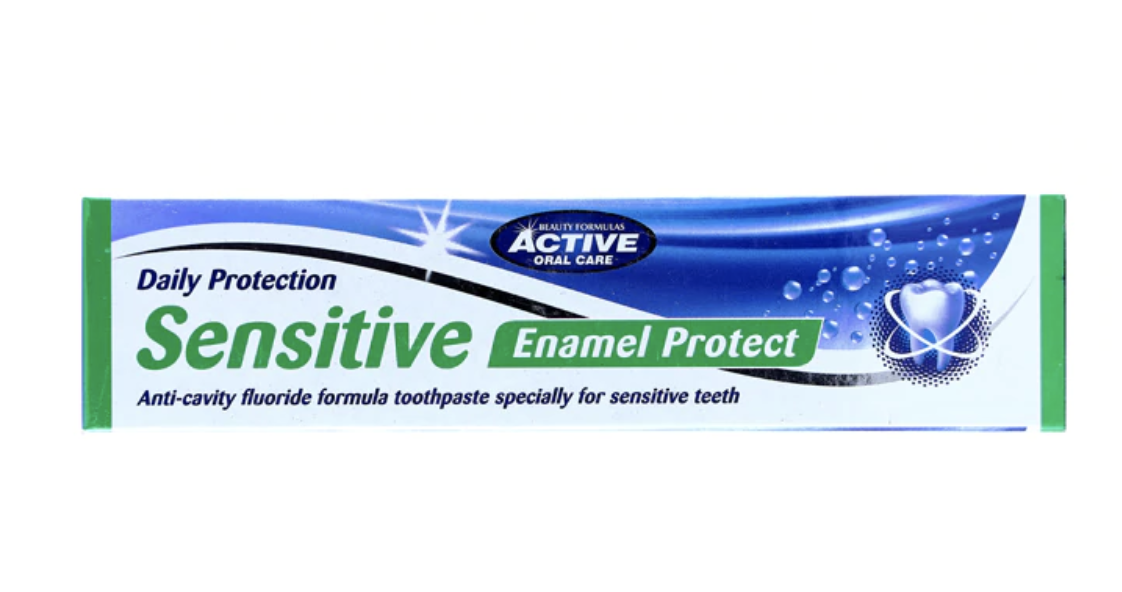 BEAUTY FORMULAS
ACTIVE
ORAL CARE
Daily Protection
Sensitive Enamel Protect
Anti-cavity fluoride formula toothpaste specially for sensitive teeth